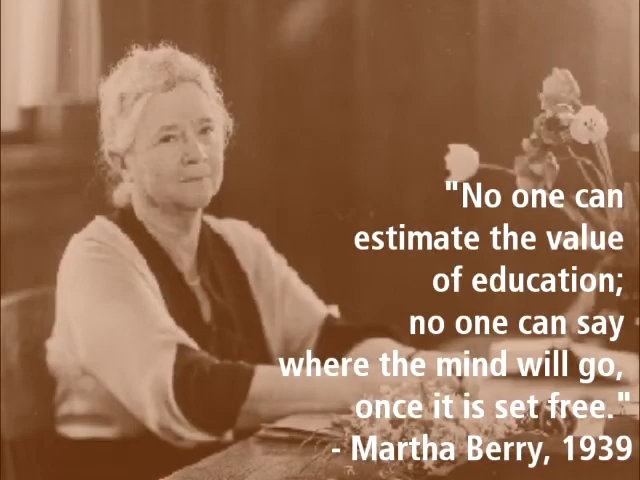 "No one can
estimate the value
of education;
no one can say
where the mind will go,
once it is set free."
- Martha Berry, 1939